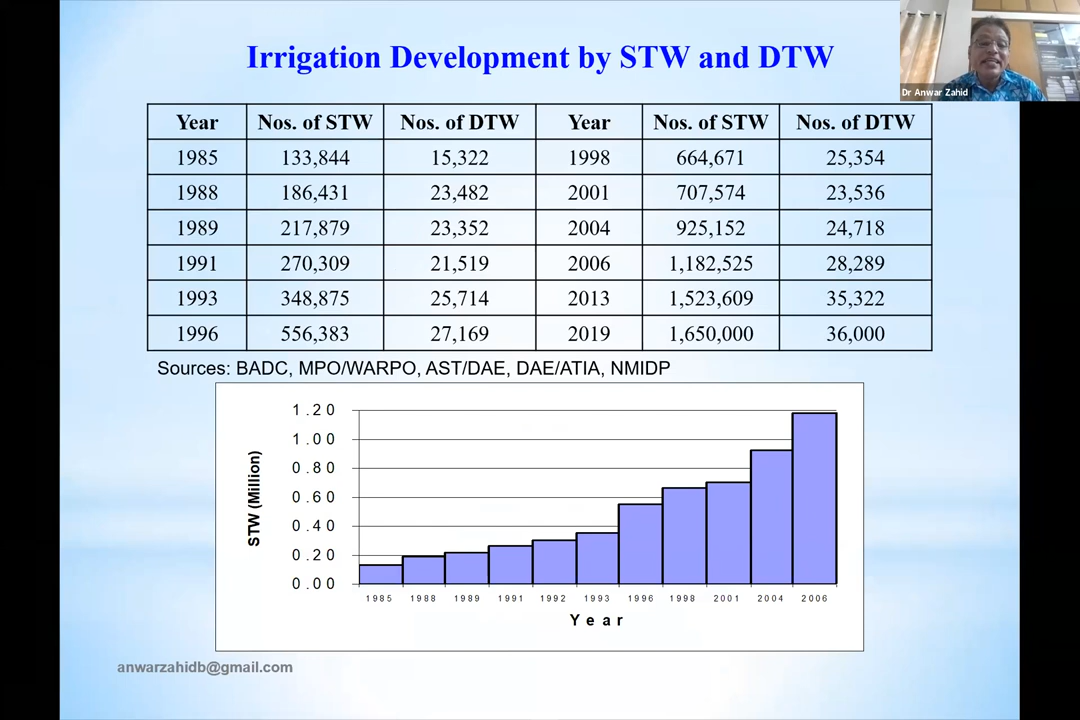 Irrigation Development by STW and DTW
Dr Anwar Zahid
Year Nos. of STW Nos. of DTW Year Nos. of STW Nos. of DTW
1985 133,844 15,322 1998 664,671 25,354
1988 186,431 23,482 2001 707,574 23,536
1989 217,879 23,352 2004 925,152 24,718
1991 270,309 21,519 2006 1,182,525 28,289
1993 348,875 25,714 2013 1,523,609 35,322
1996 556,383 27,169 2019 1,650,000 36,000
Sources: BADC, MPO/WARPO, AST/DAE, DAE/ATIA, NMIDP
STW (Million)
1.20
1.00
0.80
0.60
0.40
0.20
0.00
1985 1988 1989 1991 1992 1993 1996 1998 2001 2004 2006
Year
anwarzahidb@gmail.com